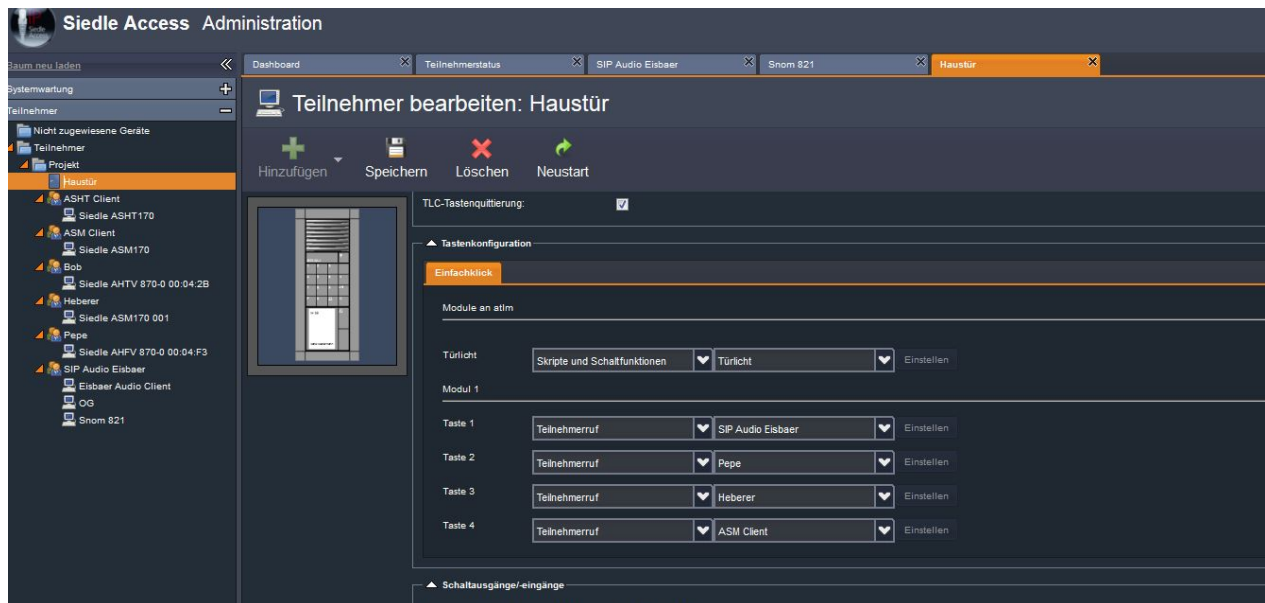 Siedle Access Administration
Baum neu laden
Systemwartung
Teilnehmer
Nicht zugewiesene Geräte
Teilnehmer
Projekt
Haustür
ASHT Client
Siedle ASHT170
ASM Client
Siedle ASM170
Bob
Siedle AHTV 870-0 00:04:2B
Heberer
Siedle ASM170 001
Pepe
Siedle AHFV 870-0 00:04:F3
SIP Audio Eisbaer
Eisbaer Audio Client
OG
Snom 821
Dashboard
Teilnehmerstatus
SIP Audio Eisbaer
Snom 821
Haustür
Teilnehmer bearbeiten: Haustür
Hinzufügen Speichern Löschen Neustart
TLC-Tastenquittierung:
Tastenkonfiguration
Einfachklick
Module an atlm
Türlicht Skripte und Schaltfunktionen Türlicht Einstellen
Modul 1
Taste 1 Teilnehmerruf SIP Audio Eisbaer Einstellen
Taste 2 Teilnehmerruf Pepe Einstellen
Taste 3 Teilnehmerruf Heberer Einstellen
Taste 4 Teilnehmerruf ASM Client Einstellen
Schaltausgänge/-eingänge